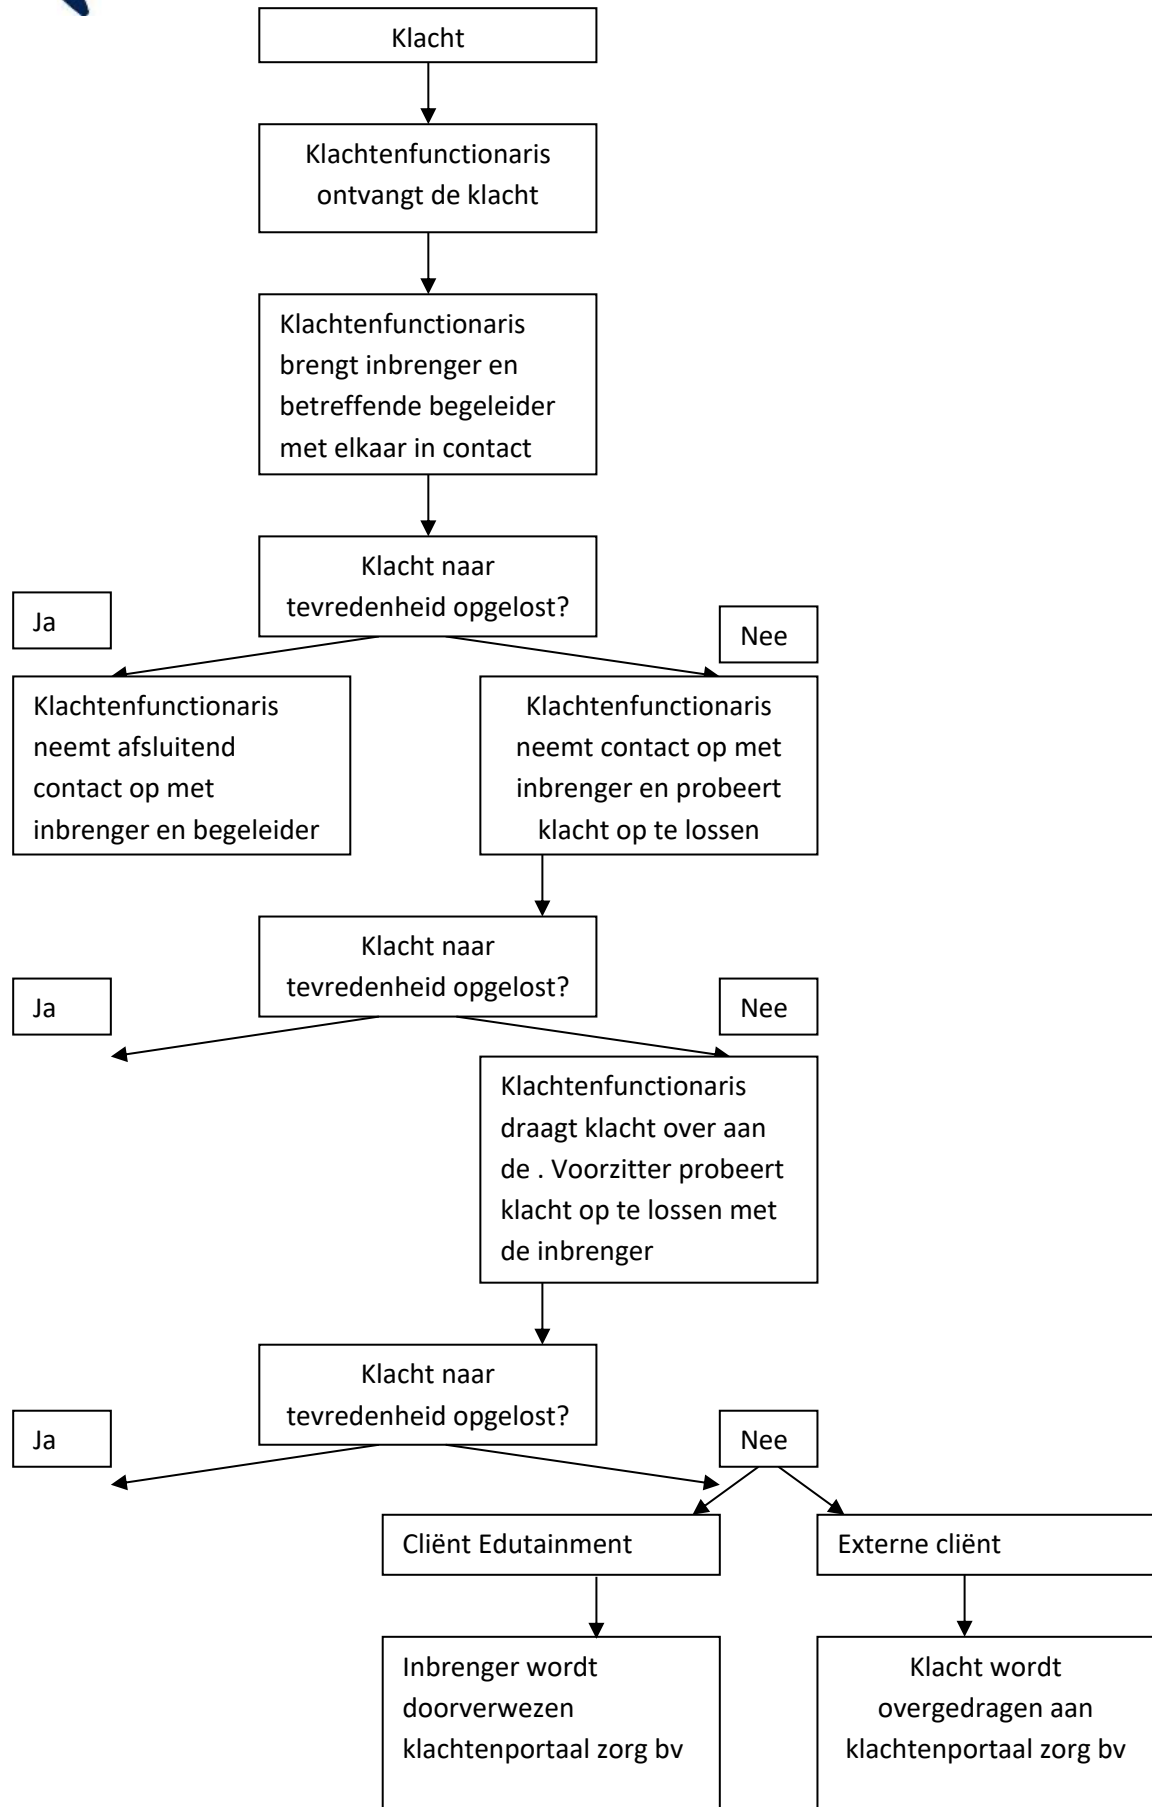 Klacht
Klachtenfunctionaris
ontvangt de klacht
Klachtenfunctionaris
brengt inbrenger en
betreffende begeleider
met elkaar in contact
Klacht naar
tevredenheid opgelost?
Ja
Nee
Klachtenfunctionaris
neemt afsluitend
contact op met
inbrenger en begeleider
Klachtenfunctionaris
neemt contact op met
inbrenger en probeert
klacht op te lossen
Klacht naar
tevredenheid opgelost?
Ja
Nee
Klachtenfunctionaris
draagt klacht over aan
de . Voorzitter probeert
klacht op te lossen met
de inbrenger
Klacht naar
tevredenheid opgelost?
Ja
Nee
Cliënt Edutainment
Externe cliënt
Inbrenger wordt
doorverwezen
klachtenportaal zorg bv
Klacht wordt
overgedragen aan
klachtenportaal zorg bv